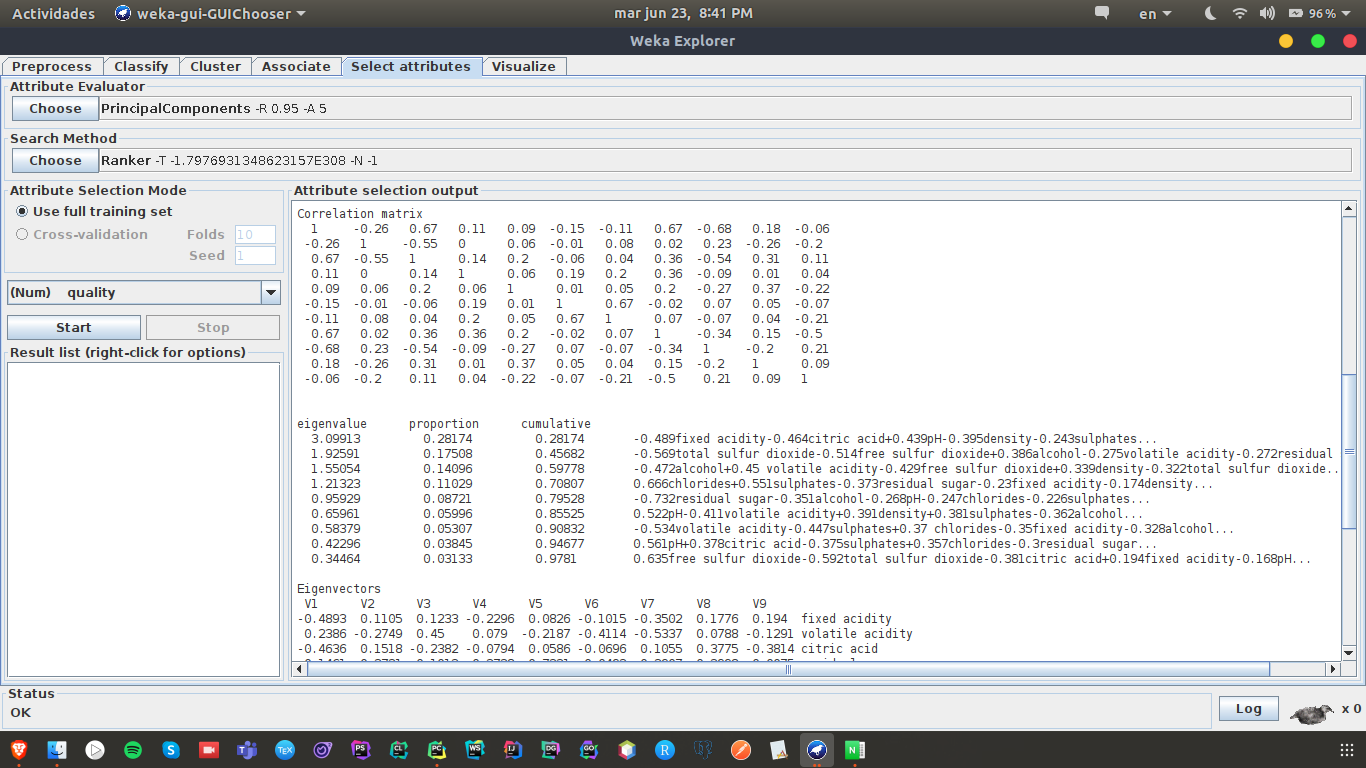 Actividades weka-gui-GUIChooser mar jun 23, 8:41 PM en 96%
Weka Explorer
Preprocess Classify Cluster Associate Select attributes Visualize
Attribute Evaluator
Choose PrincipalComponents -R 0.95 -A 5
Search Method
Choose Ranker -T -1.7976931348623157E308 -N -1
Attribute Selection Mode
Use full training set
Cross-validation Folds 10
Seed 1
(Num) quality
Start Stop
Result list (right-click for options)
Attribute selection output
Correlation matrix
1 -0.26 0.67 0.11 0.09 -0.15 -0.11 0.67 -0.68 0.18 -0.06
-0.26 1 -0.55 0 0.06 -0.01 0.08 0.02 0.23 -0.26 -0.2
0.67 -0.55 1 0.14 0.2 -0.06 0.04 0.36 -0.54 0.31 0.11
0.11 0 0.14 1 0.06 0.19 0.2 0.36 -0.09 0.01 0.04
0.09 0.06 0.2 0.06 1 0.01 0.05 0.2 -0.27 0.37 -0.22
-0.15 -0.01 -0.06 0.19 0.01 1 0.67 -0.02 0.07 0.05 -0.07
-0.11 0.08 0.04 0.2 0.05 0.67 1 0.07 -0.07 0.04 -0.21
0.67 0.02 0.36 0.36 0.2 -0.02 0.07 1 -0.34 0.15 -0.5
-0.68 0.23 -0.54 -0.09 -0.27 0.07 -0.07 -0.34 1 -0.2 0.21
0.18 -0.26 0.31 0.01 0.37 0.05 0.04 0.15 -0.2 1 0.09
-0.06 -0.2 0.11 0.04 -0.22 -0.07 -0.21 -0.5 0.21 0.09 1
eigenvalue proportion cumulative
3.09913 0.28174 0.28174 -0.489fixed acidity-0.464citric acid+0.439pH-0.395density-0.243sulphates...
1.92591 0.17508 0.45682 -0.569total sulfur dioxide-0.514free sulfur dioxide+0.386alcohol-0.275volatile acidity-0.272residual
1.55054 0.14096 0.59778 -0.472alcohol+0.45 volatile acidity-0.429free sulfur dioxide+0.339density-0.322total sulfur dioxide..
1.21323 0.11029 0.70807 0.666chlorides+0.551sulphates-0.373residual sugar-0.23fixed acidity-0.174density...
0.95929 0.08721 0.79528 -0.732residual sugar-0.351alcohol-0.268pH-0.247chlorides-0.226sulphates...
0.65961 0.05996 0.85525 0.522pH-0.411volatile acidity+0.391density+0.381sulphates-0.362alcohol...
0.58379 0.05307 0.90832 -0.534volatile acidity-0.447sulphates+0.37 chlorides-0.35fixed acidity-0.328alcohol...
0.42296 0.03845 0.94677 0.561pH+0.378citric acid-0.375sulphates+0.357chlorides-0.3residual sugar...
0.34464 0.03133 0.9781 0.635free sulfur dioxide-0.592total sulfur dioxide-0.381citric acid+0.194fixed acidity-0.168pH...
Eigenvectors
V1 V2 V3 V4 V5 V6 V7 V8 V9
-0.4893 0.1105 0.1233 -0.2296 0.0826 -0.1015 -0.3502 0.1776 0.194 fixed acidity
0.2386 -0.2749 0.45 0.079 -0.2187 -0.4114 -0.5337 0.0788 -0.1291 volatile acidity
-0.4636 0.1518 -0.2382 -0.0794 0.0586 -0.0696 0.1055 0.3775 -0.3814 citric acid
Status
OK
Log x 0